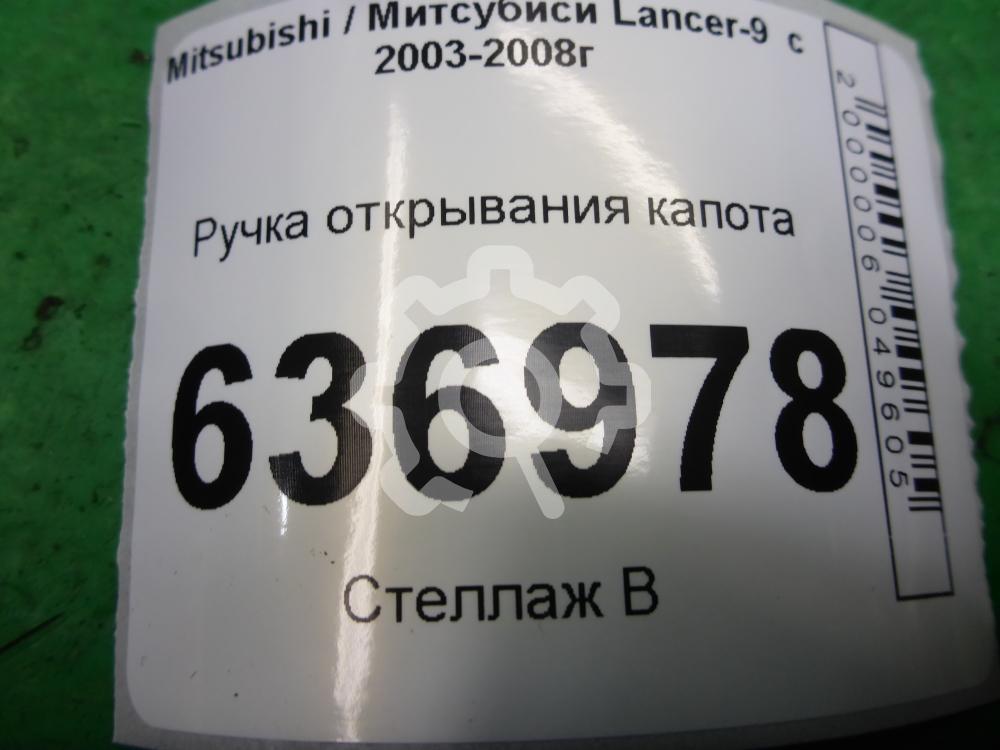 Mitsubishi / Митсубиси Lancer-9 с
2003-2008г
Ручка открывания капота
636978
Стеллаж В
2000006049605